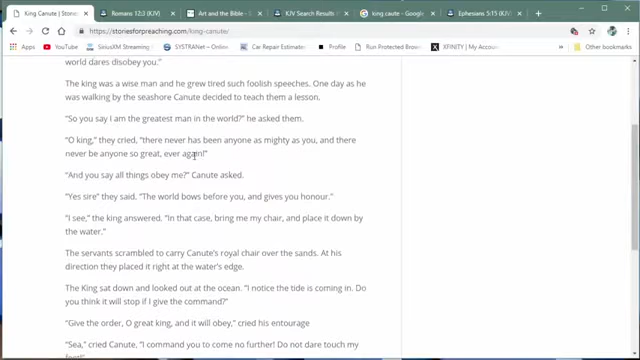 King Canute | Stories
Romans 12:3 (KJV)
Art and the Bible - S
KJV Search Results f
king caute - Google
Ephesians 5:15 (KJV)
https://storiesforpreaching.com/king-canute/
Apps
Gmail
YouTube
SiriusXM Streaming
SYSTRANet
Car Repair Estimate
Pandora
Run Protected Brow
XFINITY | My Accou
Other bookmarks
world dares disobey you."
The king was a wise man and he grew tired such foolish speeches. One day as he
was walking by the seashore Canute decided to teach them a lesson.
"So you say I am the greatest man in the world?" he asked them.
"O king," they cried, "there never has been anyone as mighty as you, and there
never be anyone so great, ever again!"
"And you say all things obey me?" Canute asked.
"Yes sire" they said. "The world bows before you, and gives you honour."
"I see," the king answered. "In that case, bring me my chair, and place it down by
the water."
The servants scrambled to carry Canute's royal chair over the sands. At his
direction they placed it right at the water's edge.
The King sat down and looked out at the ocean. "I notice the tide is coming in. Do
you think it will stop if I give the command?"
"Give the order, O great king, and it will obey," cried his entourage
"Sea," cried Canute, "I command you to come no further! Do not dare touch my
feet!"